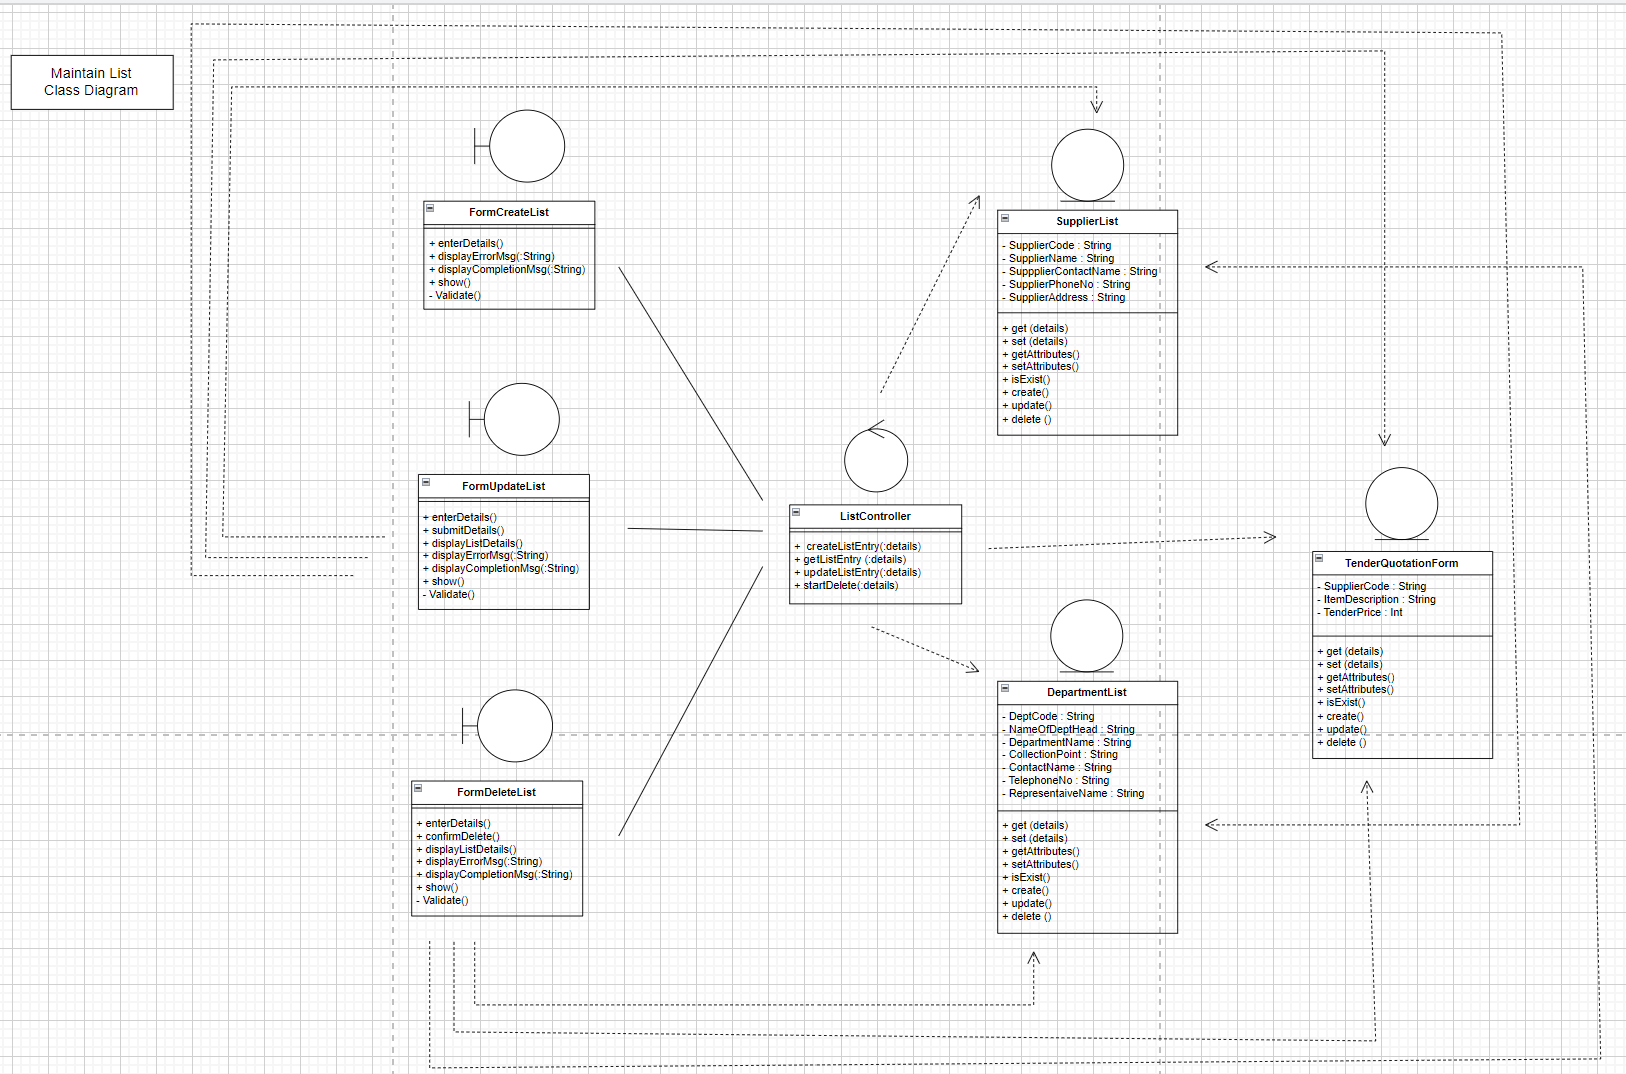 Maintain List
Class Diagram
FormCreateList
+ enterDetails()
+ displayErrorMsg(:String)
+ displayCompletionMsg(:String)
+ show()
- Validate()
FormUpdateList
+ enterDetails()
+ submitDetails()
+ displayListDetails()
+ displayErrorMsg(:String)
+ displayCompletionMsg(:String)
+ show()
- Validate()
FormDeleteList
+ enterDetails()
+ confirmDelete()
+ displayListDetails()
+ displayErrorMsg(:String)
+ displayCompletionMsg(:String)
+ show()
- Validate()
ListController
+ createListEntry(:details)
+ getListEntry (:details)
+ updateListEntry(:details)
+ startDelete(:details)
SupplierList
- SupplierCode : String
- SupplierName : String
- SuppplierContactName : String
- SupplierPhoneNo : String
- SupplierAddress : String
+ get (details)
+ set (details)
+ getAttributes()
+ setAttributes()
+ isExist()
+ create()
+ update()
+ delete ()
DepartmentList
- DeptCode : String
- NameOfDeptHead : String
- DepartmentName : String
- CollectionPoint : String
- ContactName : String
- TelephoneNo : String
- RepresentaiveName : String
+ get (details)
+ set (details)
+ getAttributes()
+ setAttributes()
+ isExist()
+ create()
+ update()
+ delete ()
TenderQuotationForm
- SupplierCode : String
- ItemDescription : String
- TenderPrice : Int
+ get (details)
+ set (details)
+ getAttributes()
+ setAttributes()
+ isExist()
+ create()
+ update()
+ delete ()